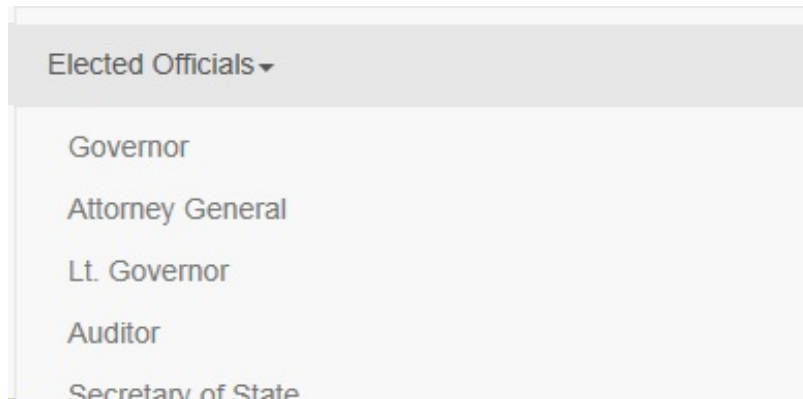 Elected Officials
Governor
Attorney General
Lt. Governor
Auditor
Secretary of State